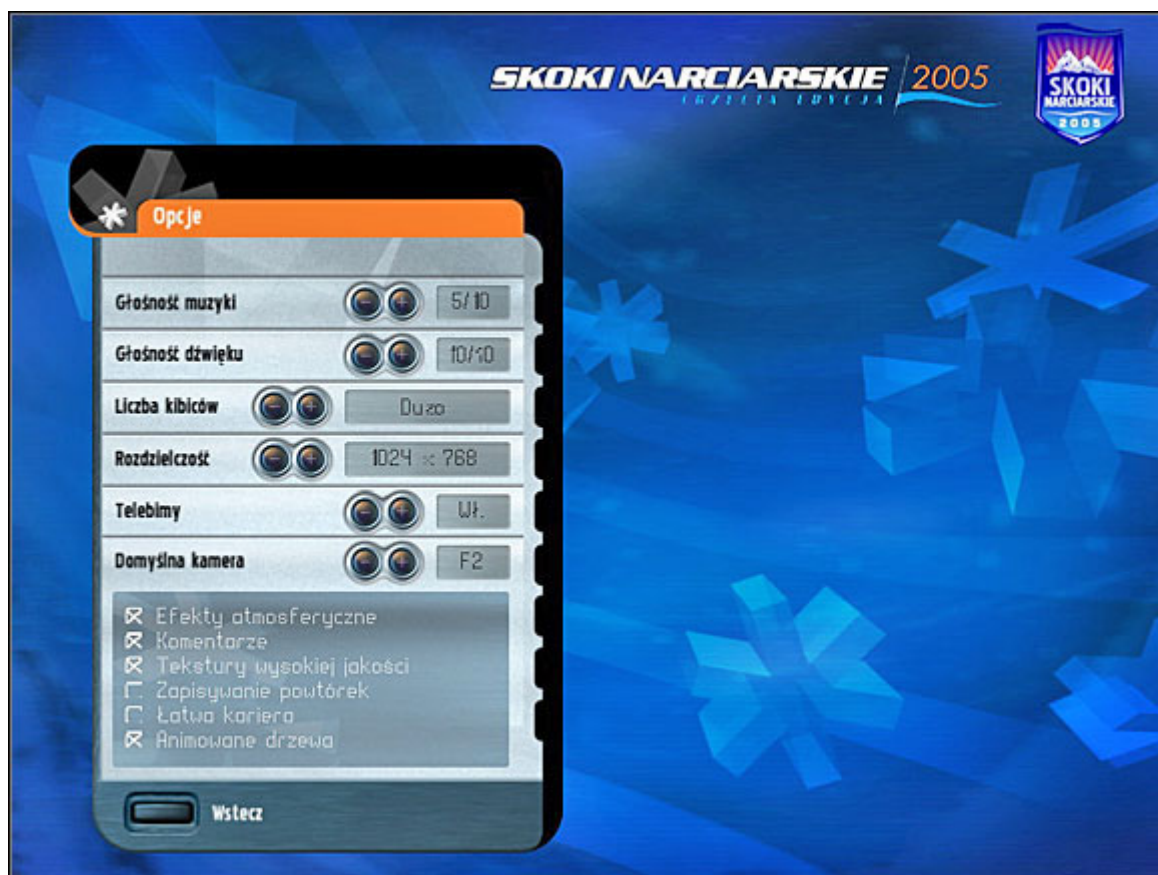 SKOKI NARCIARSKIE 2005
TRZECIA EDYCJA
SKOKI
NARCIARSKIE
2005
Opcje
Głośność muzyki 5/10
Głośność dźwięku 10/10
Liczba kibiców Dużo
Rozdzielczość 1024 x 768
Telebimy Wł.
Domyślna kamera F2
Efekty atmosferyczne
Komentarze
Tekstury wysokiej jakości
Zapisywanie powtórek
Łatwa kariera
Animowane drzewa
Wstecz